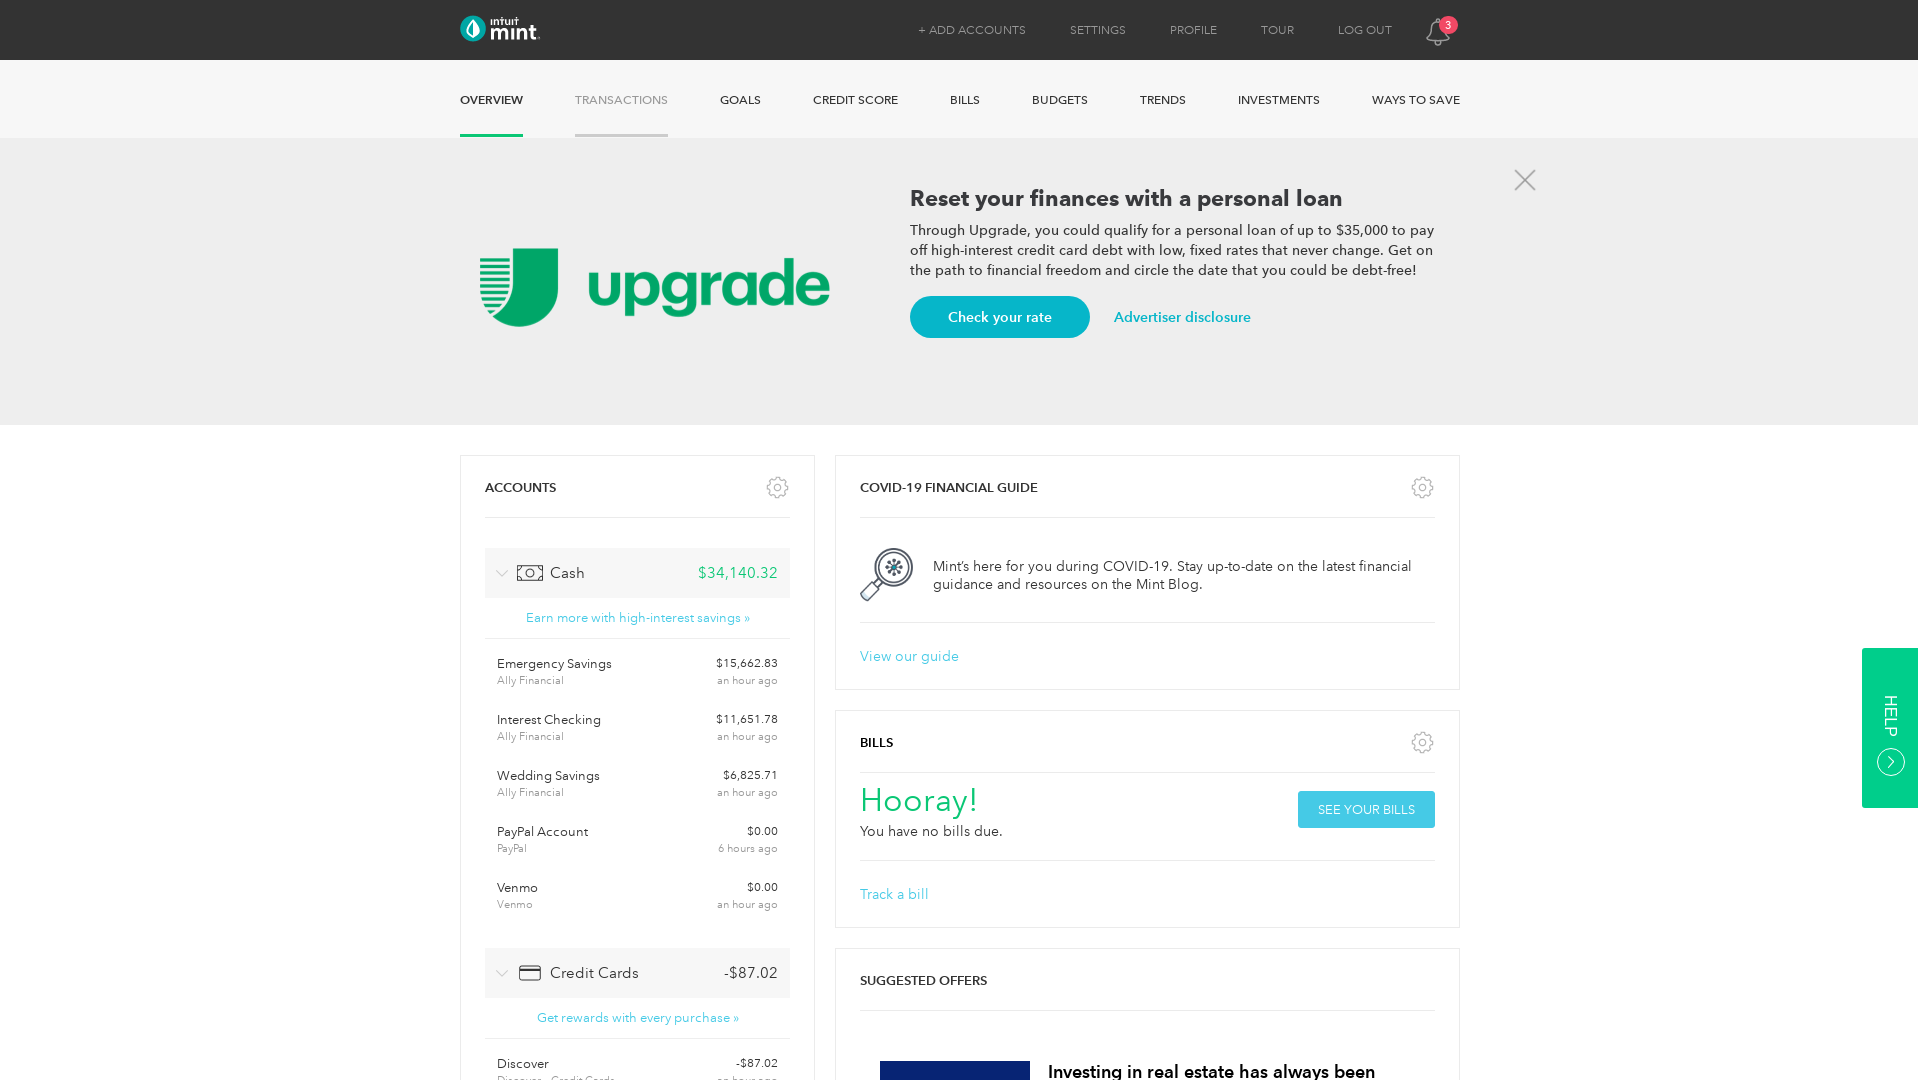 intuit
mint
+ ADD ACCOUNTS
SETTINGS
PROFILE
TOUR
LOG OUT
3
OVERVIEW
TRANSACTIONS
GOALS
CREDIT SCORE
BILLS
BUDGETS
TRENDS
INVESTMENTS
WAYS TO SAVE
upgrade
Reset your finances with a personal loan
Through Upgrade, you could qualify for a personal loan of up to $35,000 to pay
off high-interest credit card debt with low, fixed rates that never change. Get on
the path to financial freedom and circle the date that you could be debt-free!
Check your rate
Advertiser disclosure
ACCOUNTS
Cash $34,140.32
Earn more with high-interest savings »
Emergency Savings $15,662.83
Ally Financial an hour ago
Interest Checking $11,651.78
Ally Financial an hour ago
Wedding Savings $6,825.71
Ally Financial an hour ago
PayPal Account $0.00
PayPal 6 hours ago
Venmo $0.00
Venmo an hour ago
Credit Cards -$87.02
Get rewards with every purchase »
Discover -$87.02
Discover - Credit Cards an hour ago
COVID-19 FINANCIAL GUIDE
Mint's here for you during COVID-19. Stay up-to-date on the latest financial
guidance and resources on the Mint Blog.
View our guide
BILLS
Hooray!
You have no bills due.
SEE YOUR BILLS
Track a bill
SUGGESTED OFFERS
Investing in real estate has always been
HELP